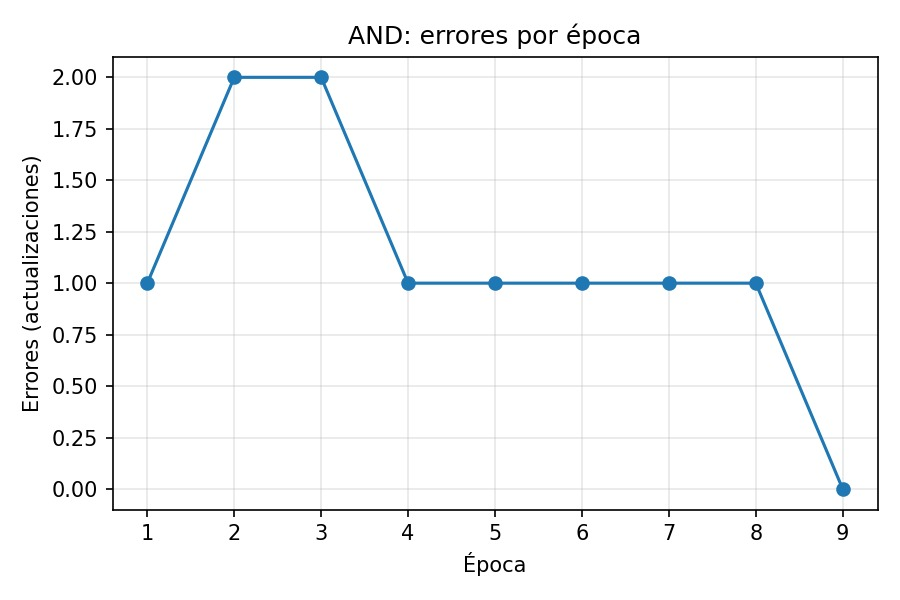 AND: errores por época
Errores (actualizaciones)
2.00
1.75
1.50
1.25
1.00
0.75
0.50
0.25
0.00
1 2 3 4 5 6 7 8 9
Época